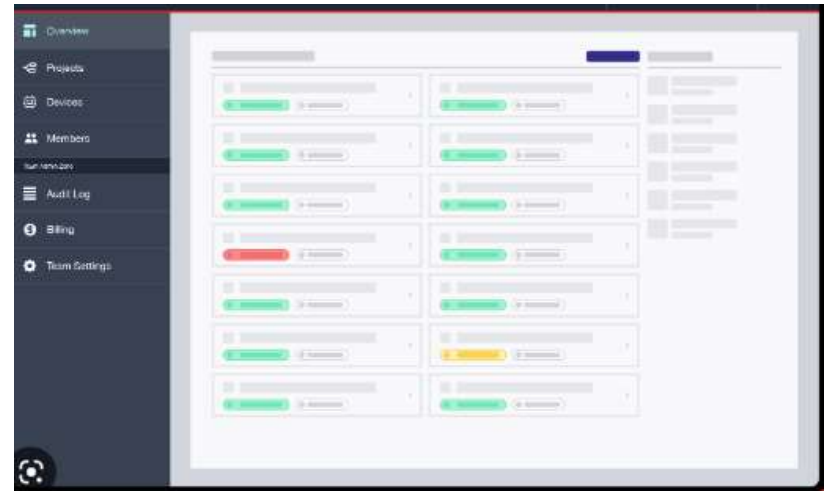 Overview
Projects
Devices
Members
Audit Log
Billing
Team Settings